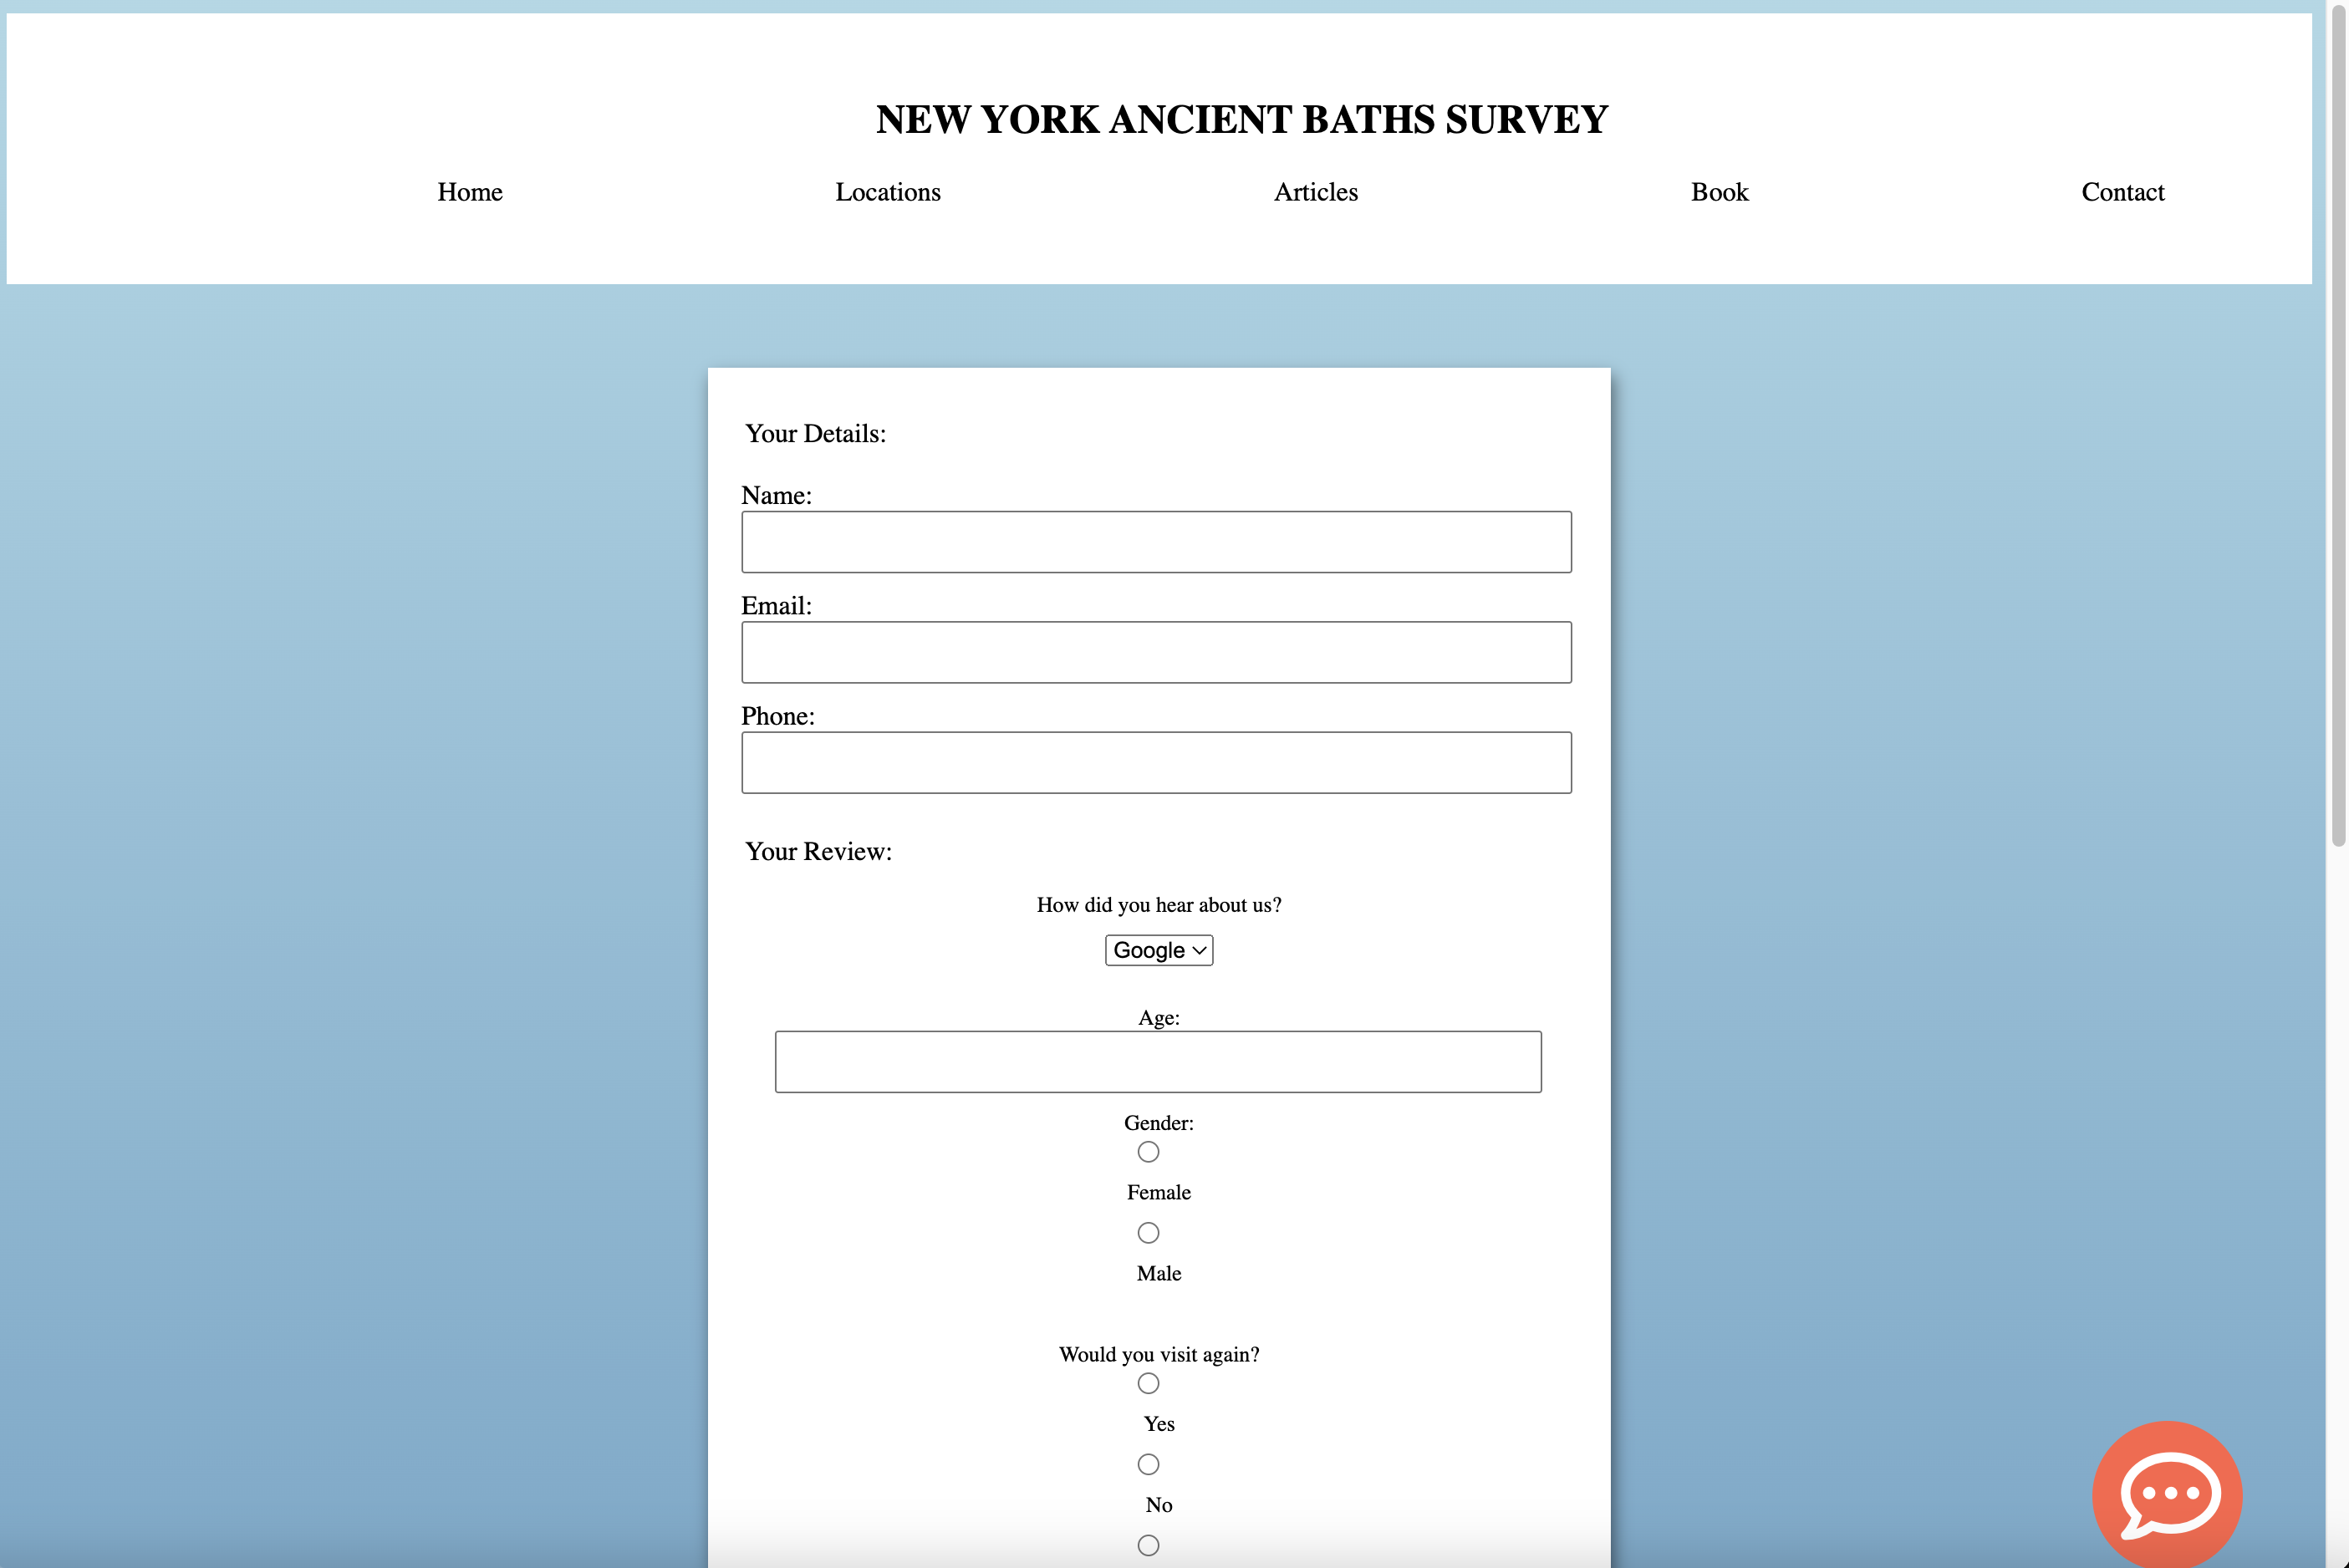 NEW YORK ANCIENT BATHS SURVEY
Home Locations Articles Book Contact
Your Details:
Name:
Email:
Phone:
Your Review:
How did you hear about us?
Google
Age:
Gender:
Female
Male
Would you visit again?
Yes
No